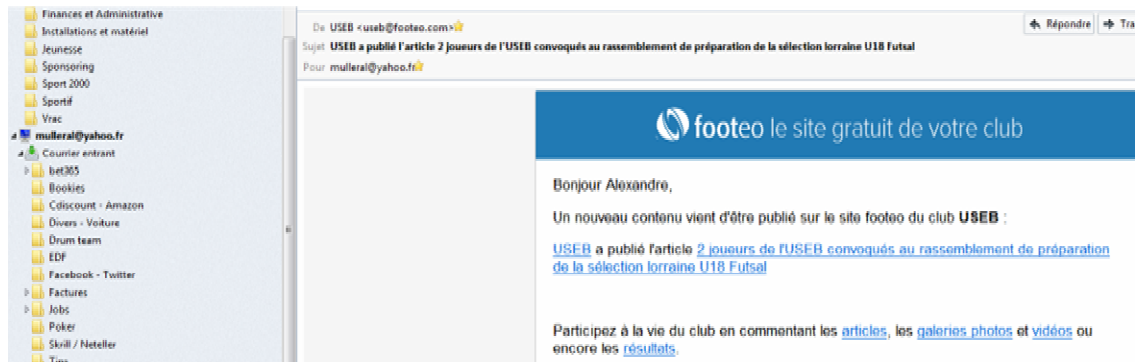 Finances et Administrative
Installations et matériel
Jeunesse
Sponsoring
Sport 2000
Sportif
Vrac
mulleral@yahoo.fr
Courrier entrant
bet365
Bookies
Cdiscount - Amazon
Divers - Voiture
Drum team
EDF
Facebook - Twitter
Factures
Jobs
Poker
Skrill / Neteller
Tips
De USEB <useb@footeo.com>
Répondre
Tra
Sujet USEB a publié l'article 2 joueurs de l'USEB convoqués au rassemblement de préparation de la sélection lorraine U18 Futsal
Pour mulleral@yahoo.fr
footeo le site gratuit de votre club
Bonjour Alexandre,
Un nouveau contenu vient d'être publié sur le site footeo du club USEB :
USEB a publié l'article 2 joueurs de l'USEB convoqués au rassemblement de préparation
de la sélection lorraine U18 Futsal
Participez à la vie du club en commentant les articles, les galeries photos et vidéos ou
encore les résultats.